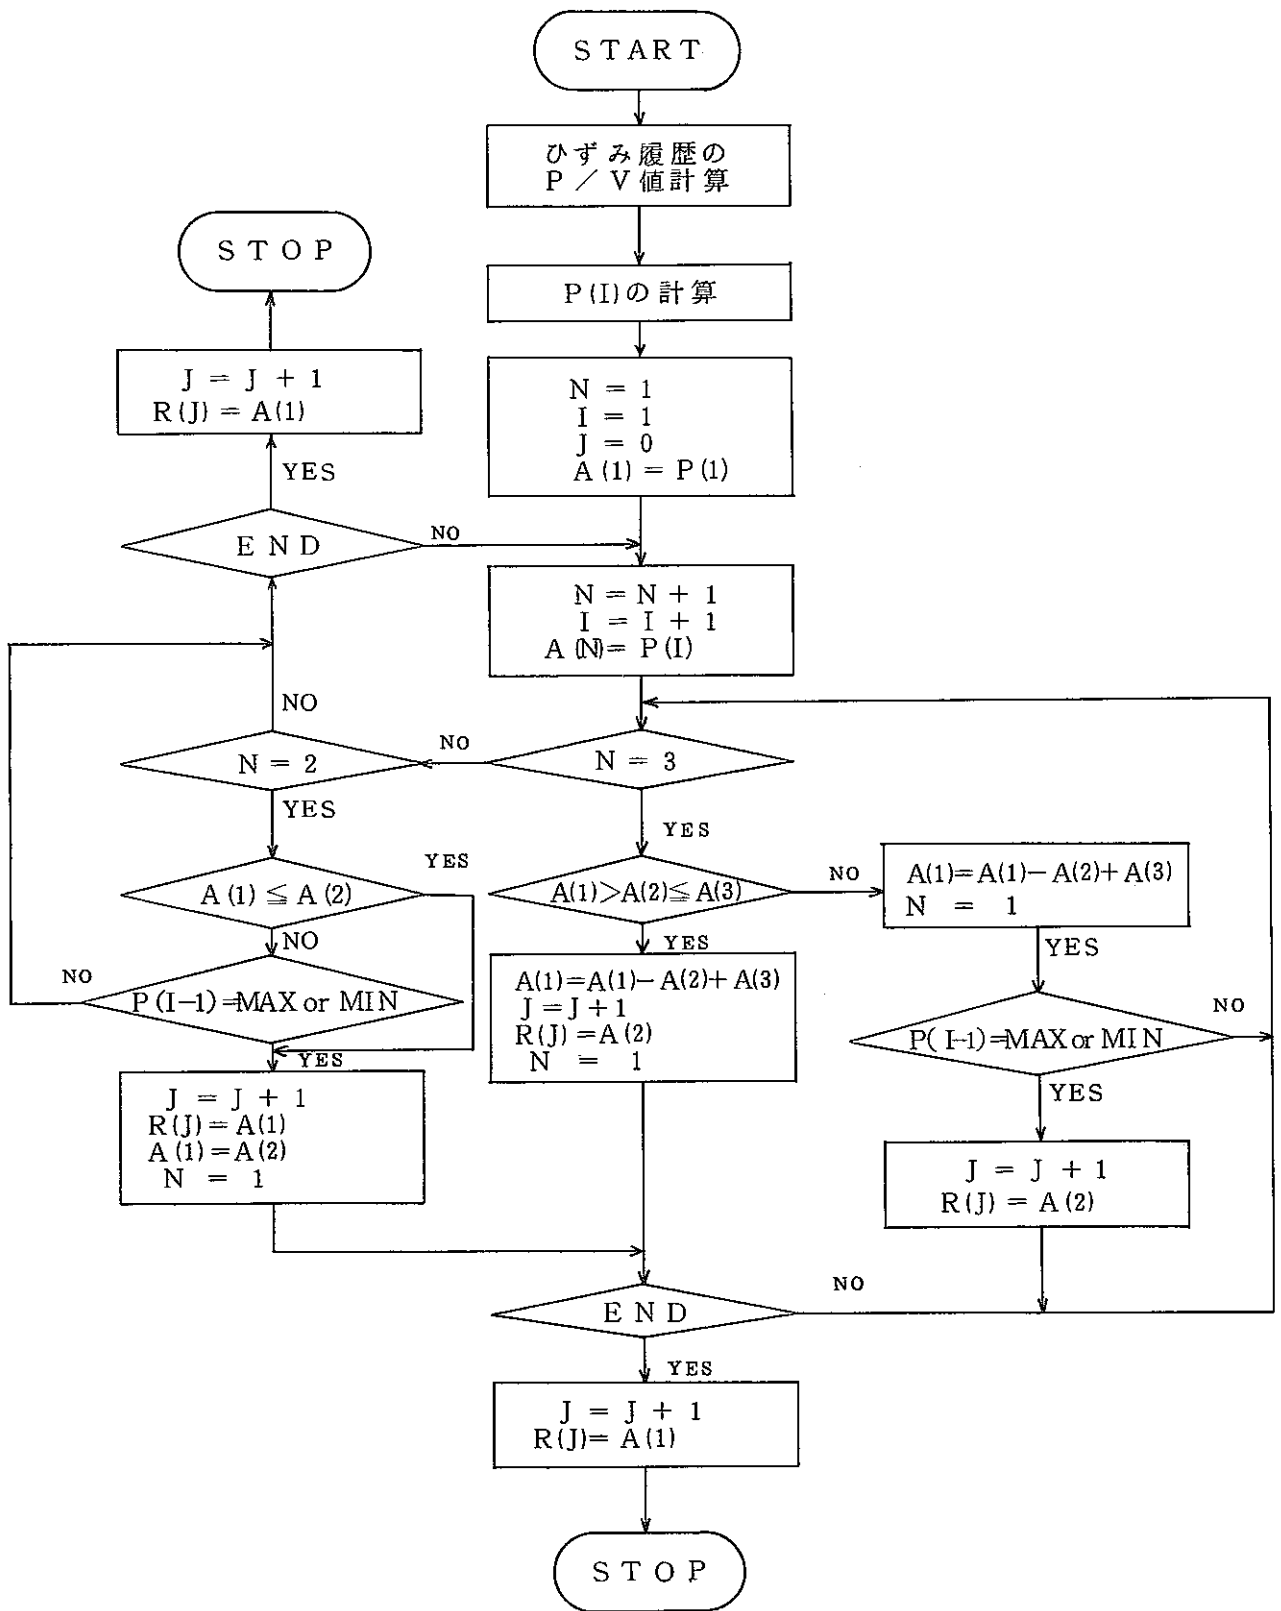 START
ひずみ履歴の
P／V値計算
P(I)の計算
N = 1
I = 1
J = 0
A(1) = P(1)
N = N + 1
I = I + 1
A(N)= P(I)
N = 3
NO
YES
N = 2
NO
YES
END
NO
YES
J = J + 1
R(J) = A(1)
STOP
A(1) ≦ A(2)
YES
NO
P(I-1)=MAX or MIN
NO
YES
J = J + 1
R(J)= A(1)
A(1)=A(2)
N = 1
A(1)>A(2)≦A(3)
NO
YES
A(1)=A(1)-A(2)+A(3)
J = J+1
R(J)=A(2)
N = 1
A(1)=A(1)-A(2)+A(3)
N = 1
YES
P(I-1)=MAX or MIN
NO
YES
J = J + 1
R(J) = A(2)
END
NO
YES
J = J + 1
R(J)= A(1)
STOP